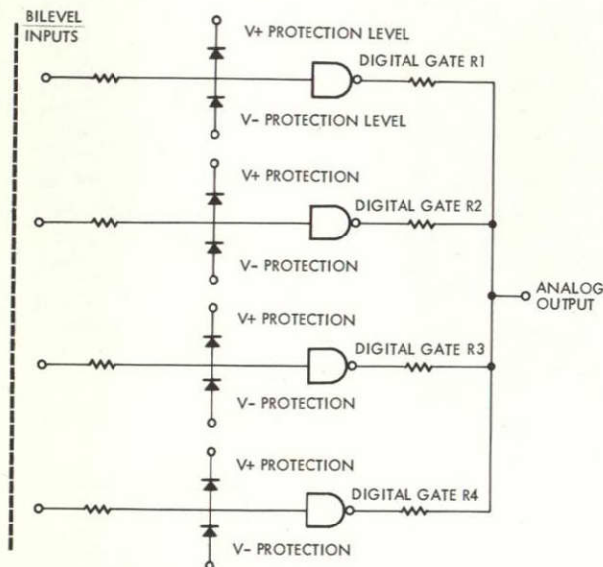 BILEVEL
INPUTS
V+ PROTECTION LEVEL
DIGITAL GATE R1
V- PROTECTION LEVEL
V+ PROTECTION
DIGITAL GATE R2
V- PROTECTION
ANALOG
OUTPUT
V+ PROTECTION
DIGITAL GATE R3
V- PROTECTION
V+ PROTECTION
DIGITAL GATE R4
V- PROTECTION